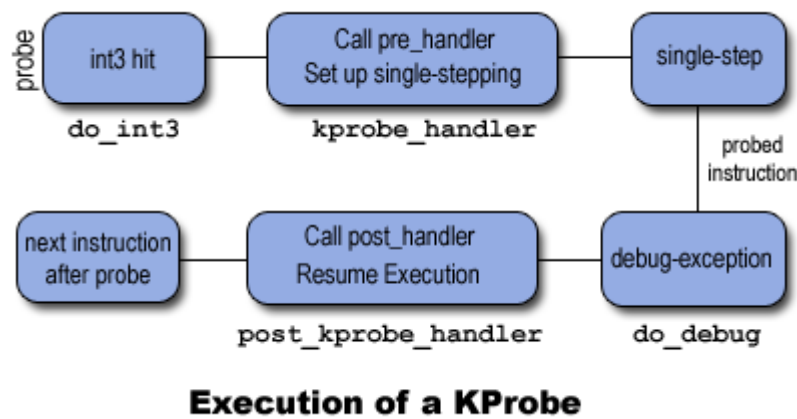 probe
int3 hit
Call pre_handler
Set up single-stepping
single-step
do_int3
kprobe_handler
probed
instruction
next instruction
after probe
Call post_handler
Resume Execution
debug-exception
post_kprobe_handler
do_debug
Execution of a KProbe